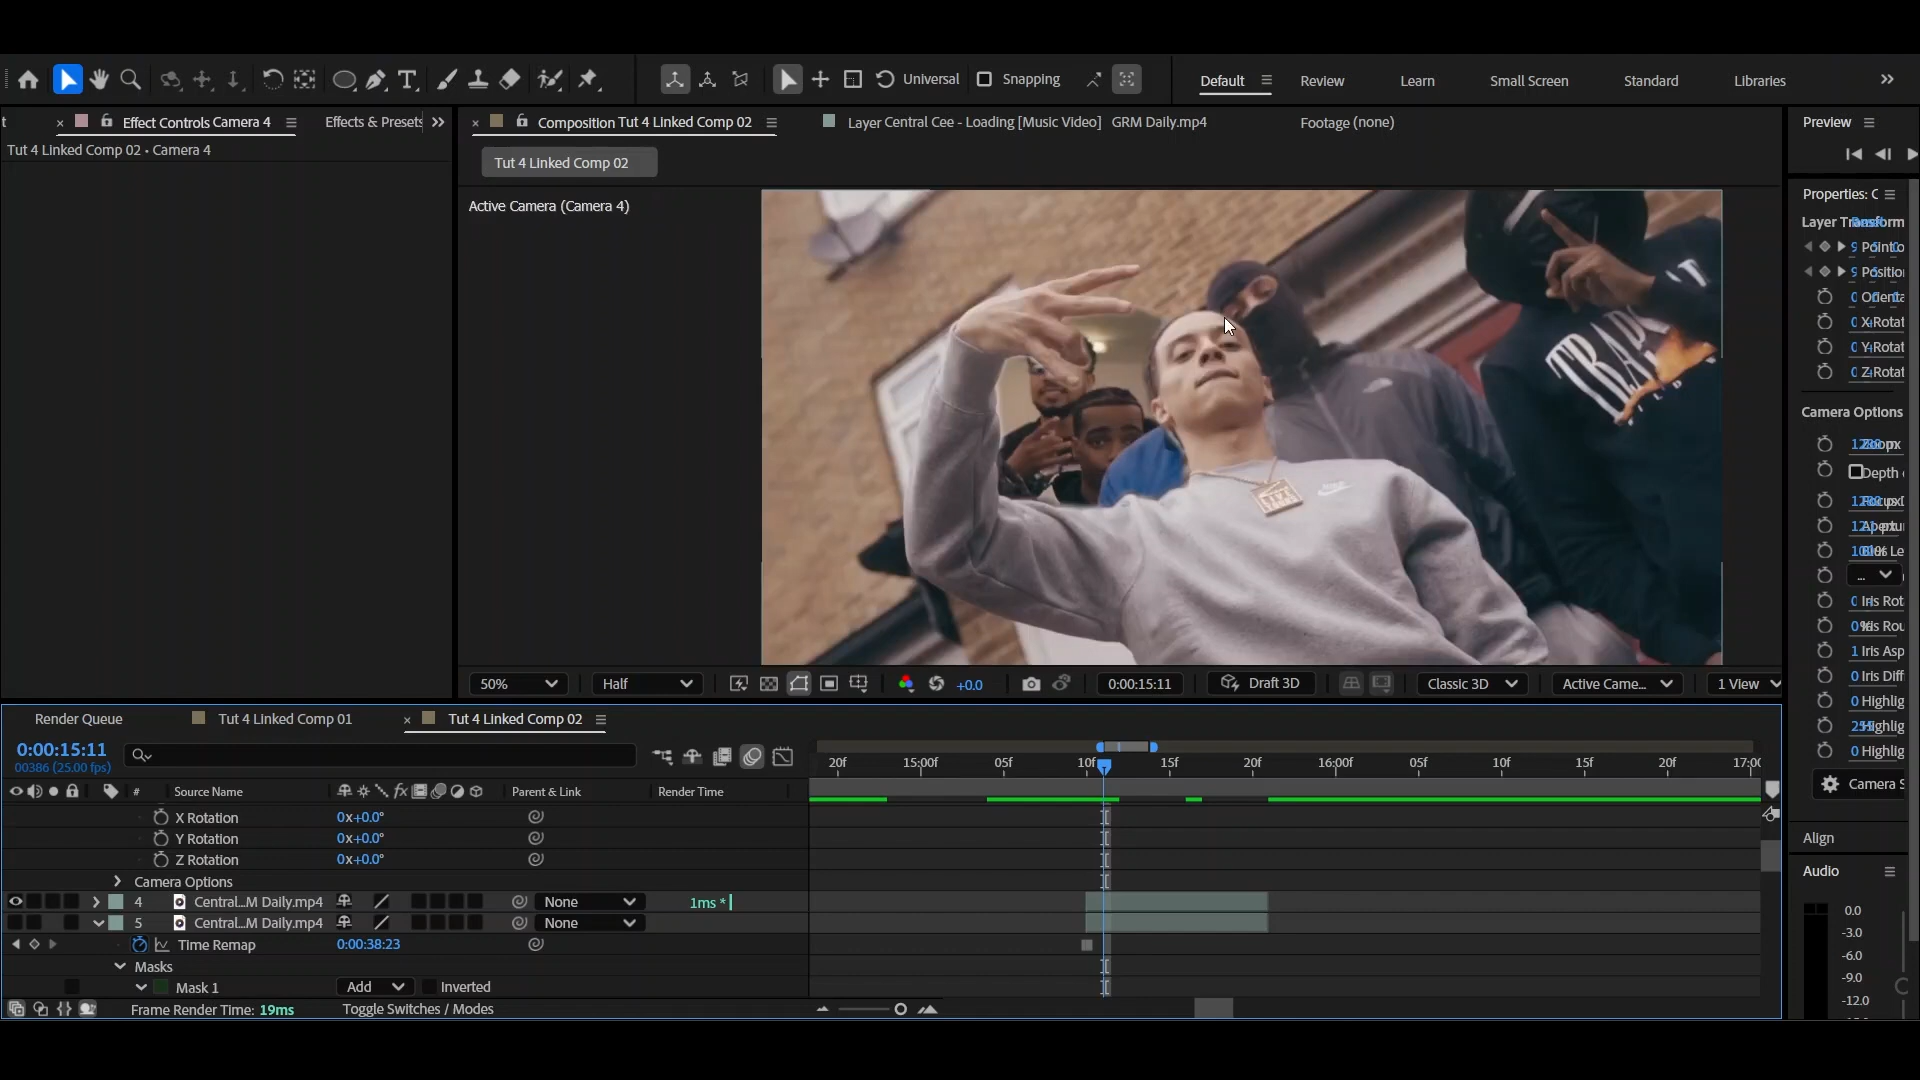 Universal
Snapping
Default
Review
Learn
Small Screen
Standard
Libraries
t
Effect Controls Camera 4
Effects & Presets
Composition Tut 4 Linked Comp 02
Layer Central Cee - Loading [Music Video] GRM Daily.mp4
Footage (none)
Preview
Tut 4 Linked Comp 02 • Camera 4
Tut 4 Linked Comp 02
Active Camera (Camera 4)
Properties: C
Camera Options
TRAP
50%
Half
+0.0
0:00:15:11
Draft 3D
Classic 3D
Active Came...
1 View
Render Queue
Tut 4 Linked Comp 01
Tut 4 Linked Comp 02
0:00:15:11
00386 (25.00 fps)
20f
15:00f
05f
10f
15f
20f
16:00f
05f
10f
15f
20f
17:00
#
Source Name
fx
Parent & Link
Render Time
X Rotation
0x+0.0°
Y Rotation
0x+0.0°
Z Rotation
0x+0.0°
Camera Options
4
Central...M Daily.mp4
None
1ms *
5
Central...M Daily.mp4
None
Time Remap
0:00:38:23
Masks
Mask 1
Add
Inverted
Frame Render Time: 19ms
Toggle Switches / Modes
Camera S
Align
Audio
0.0
-3.0
-6.0
-9.0
-12.0